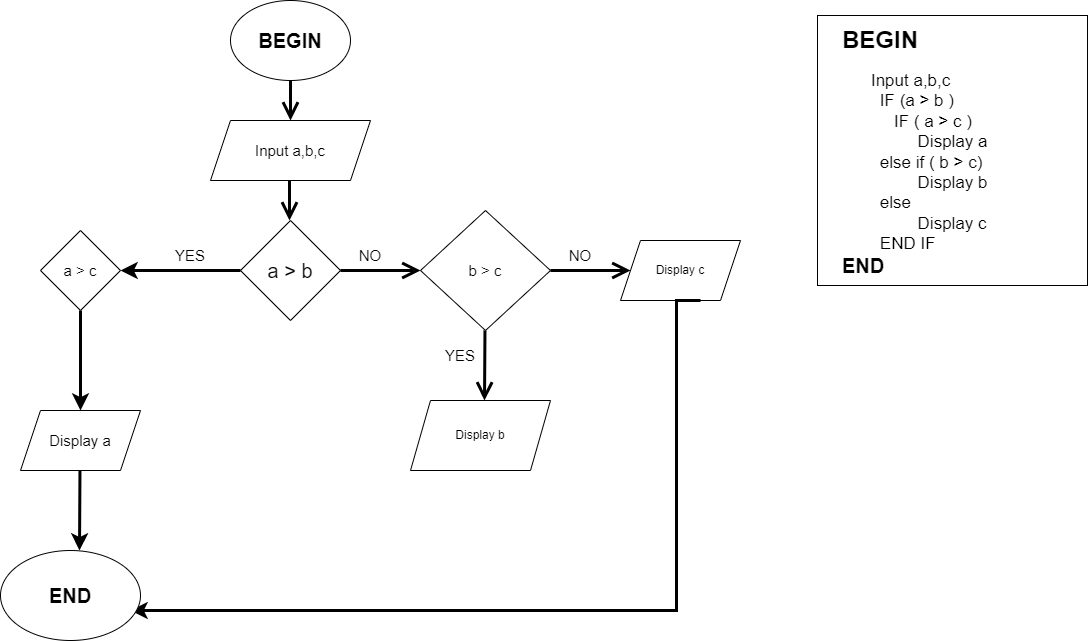 BEGIN
Input a,b,c
YES
NO
NO
a > c
a > b
b > c
Display c
YES
Display a
Display b
END
BEGIN
Input a,b,c
IF (a > b )
IF ( a > c )
Display a
else if ( b > c)
Display b
else
Display c
END IF
END